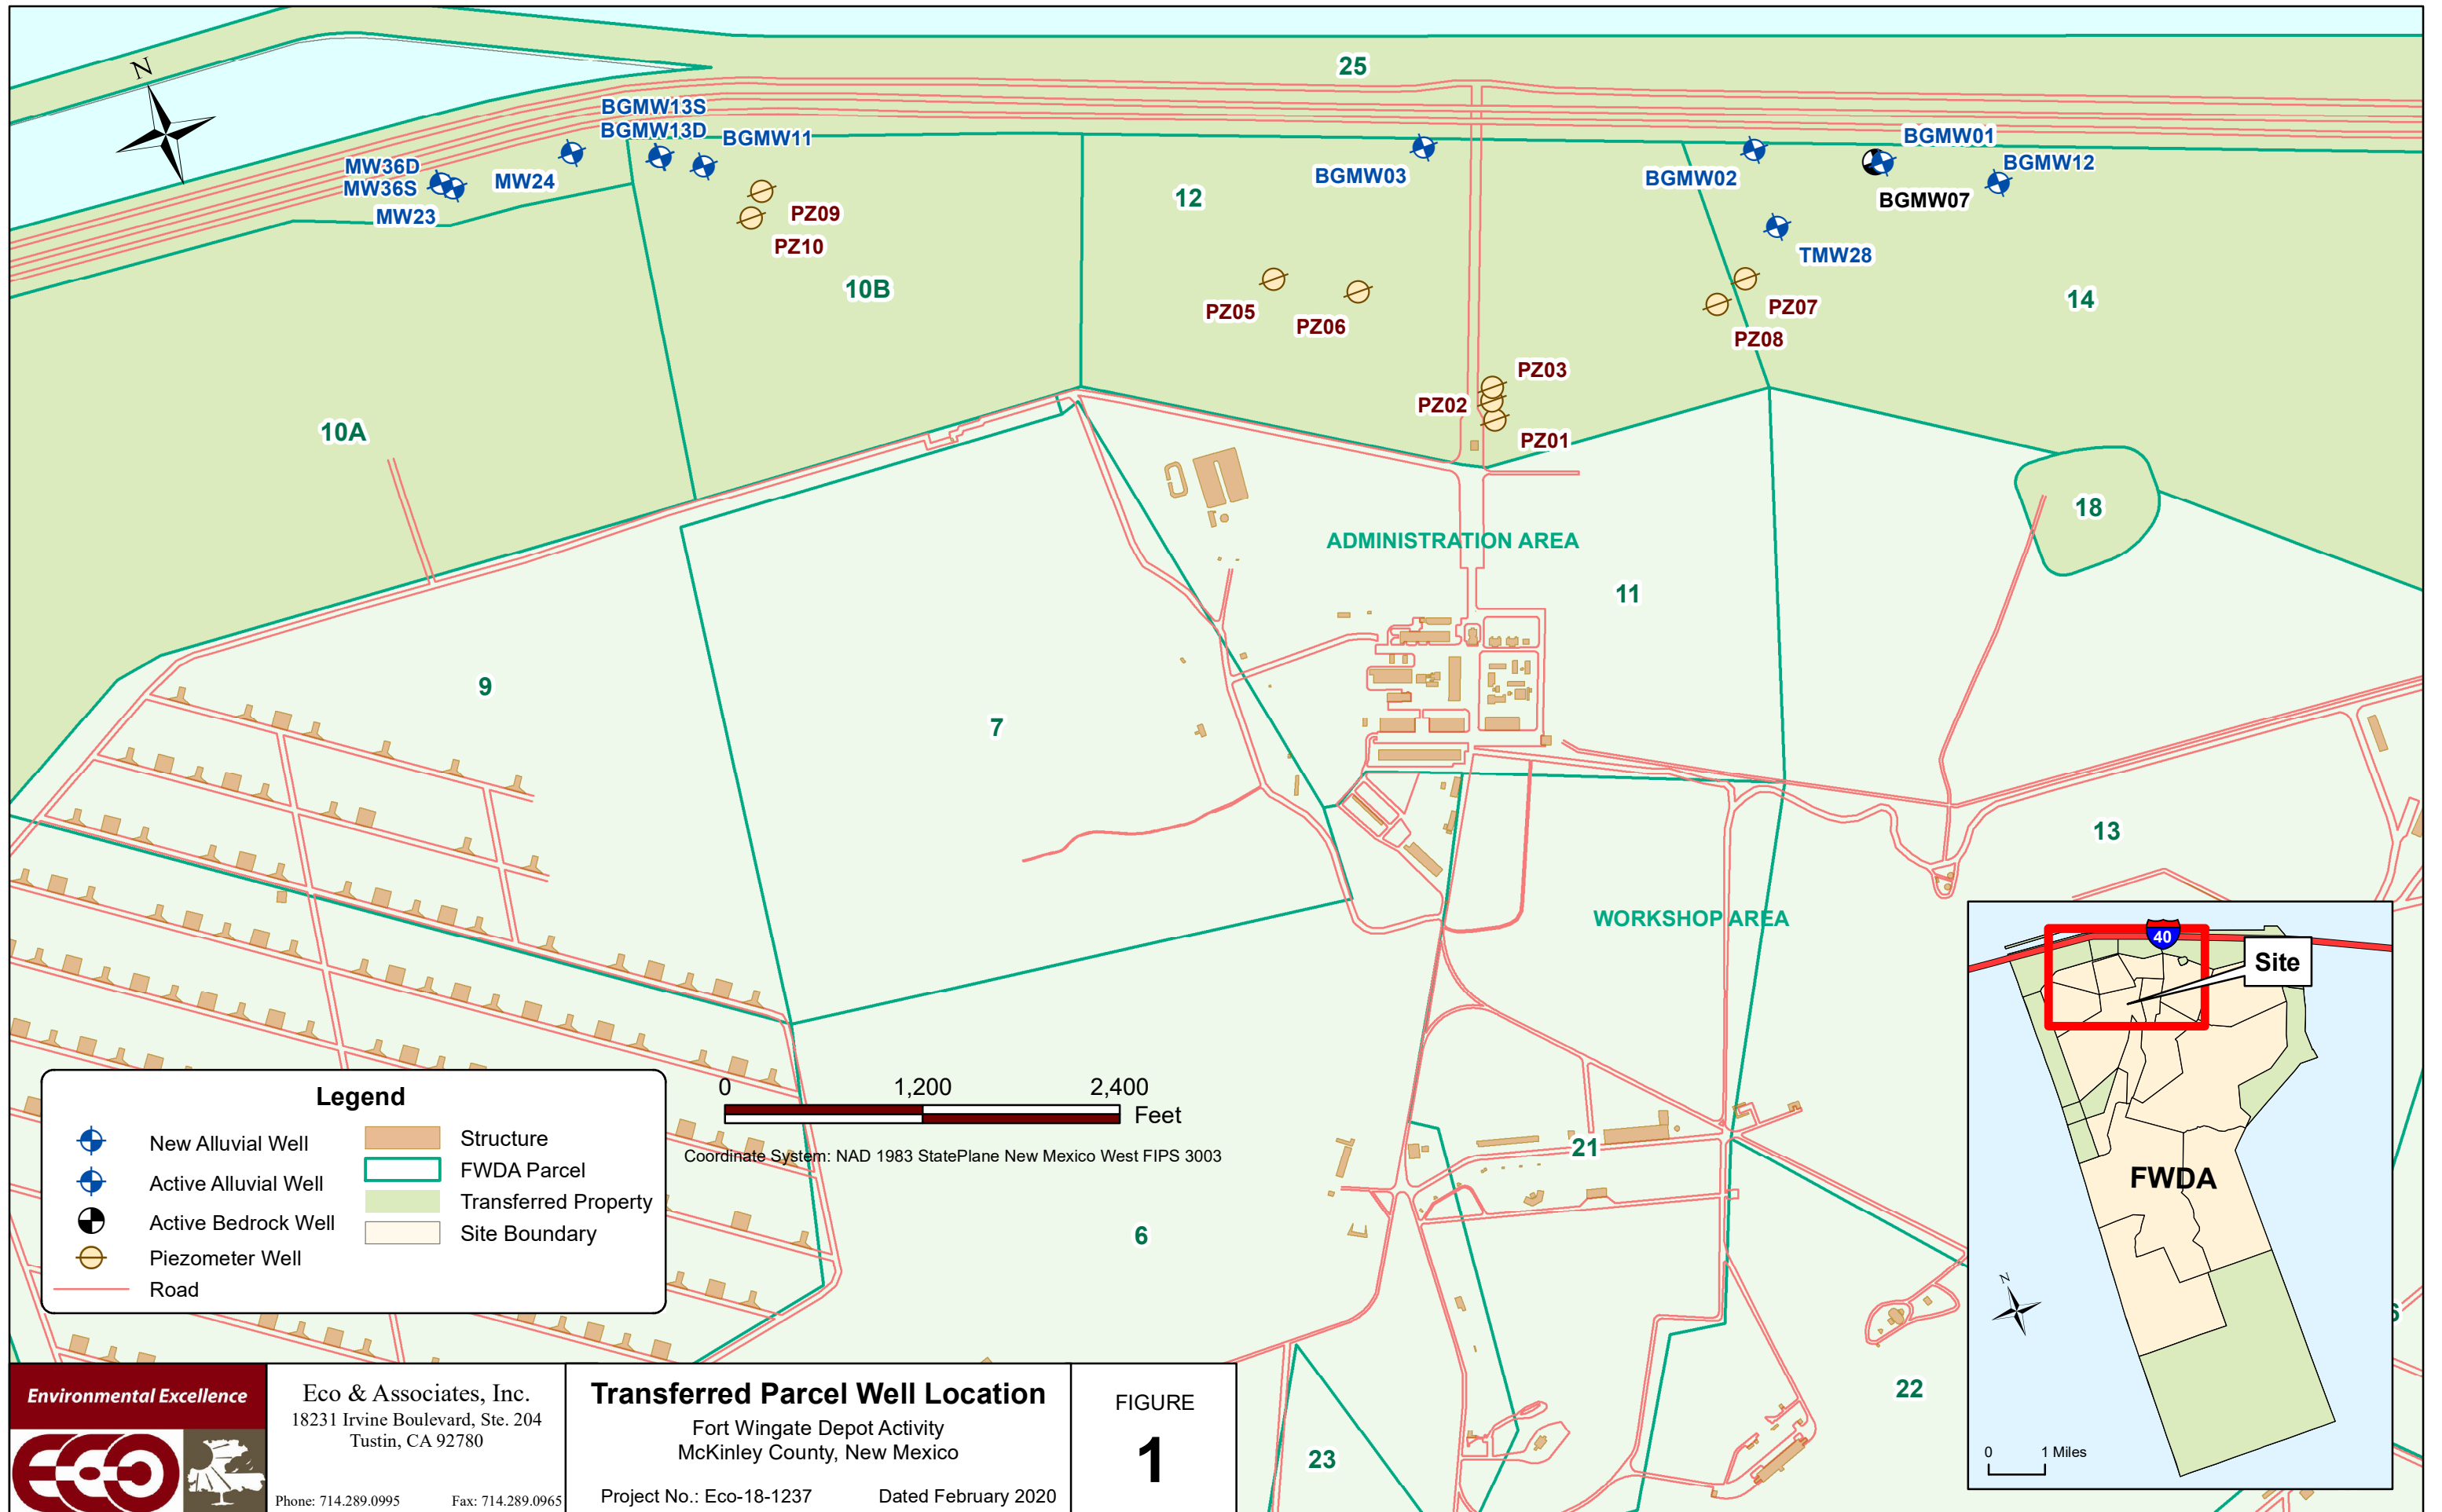 25
N
BGMW13S
BGMW13D
BGMW11
BGMW01
BGMW12
MW36D
MW36S
MW24
MW23
BGMW03
BGMW02
BGMW07
12
PZ09
PZ10
TMW28
10B
14
PZ05
PZ06
PZ07
PZ08
PZ03
PZ02
PZ01
10A
18
ADMINISTRATION AREA
11
9
7
13
WORKSHOP AREA
40
Site
FWDA
N
0 1 Miles
Legend
New Alluvial Well
Active Alluvial Well
Active Bedrock Well
Piezometer Well
Road
Structure
FWDA Parcel
Transferred Property
Site Boundary
0 1,200 2,400
Feet
Coordinate System: NAD 1983 StatePlane New Mexico West FIPS 3003
21
6
22
23
Environmental Excellence
eco
Eco & Associates, Inc.
18231 Irvine Boulevard, Ste. 204
Tustin, CA 92780
Phone: 714.289.0995 Fax: 714.289.0965
Transferred Parcel Well Location
Fort Wingate Depot Activity
McKinley County, New Mexico
Project No.: Eco-18-1237 Dated February 2020
FIGURE
1